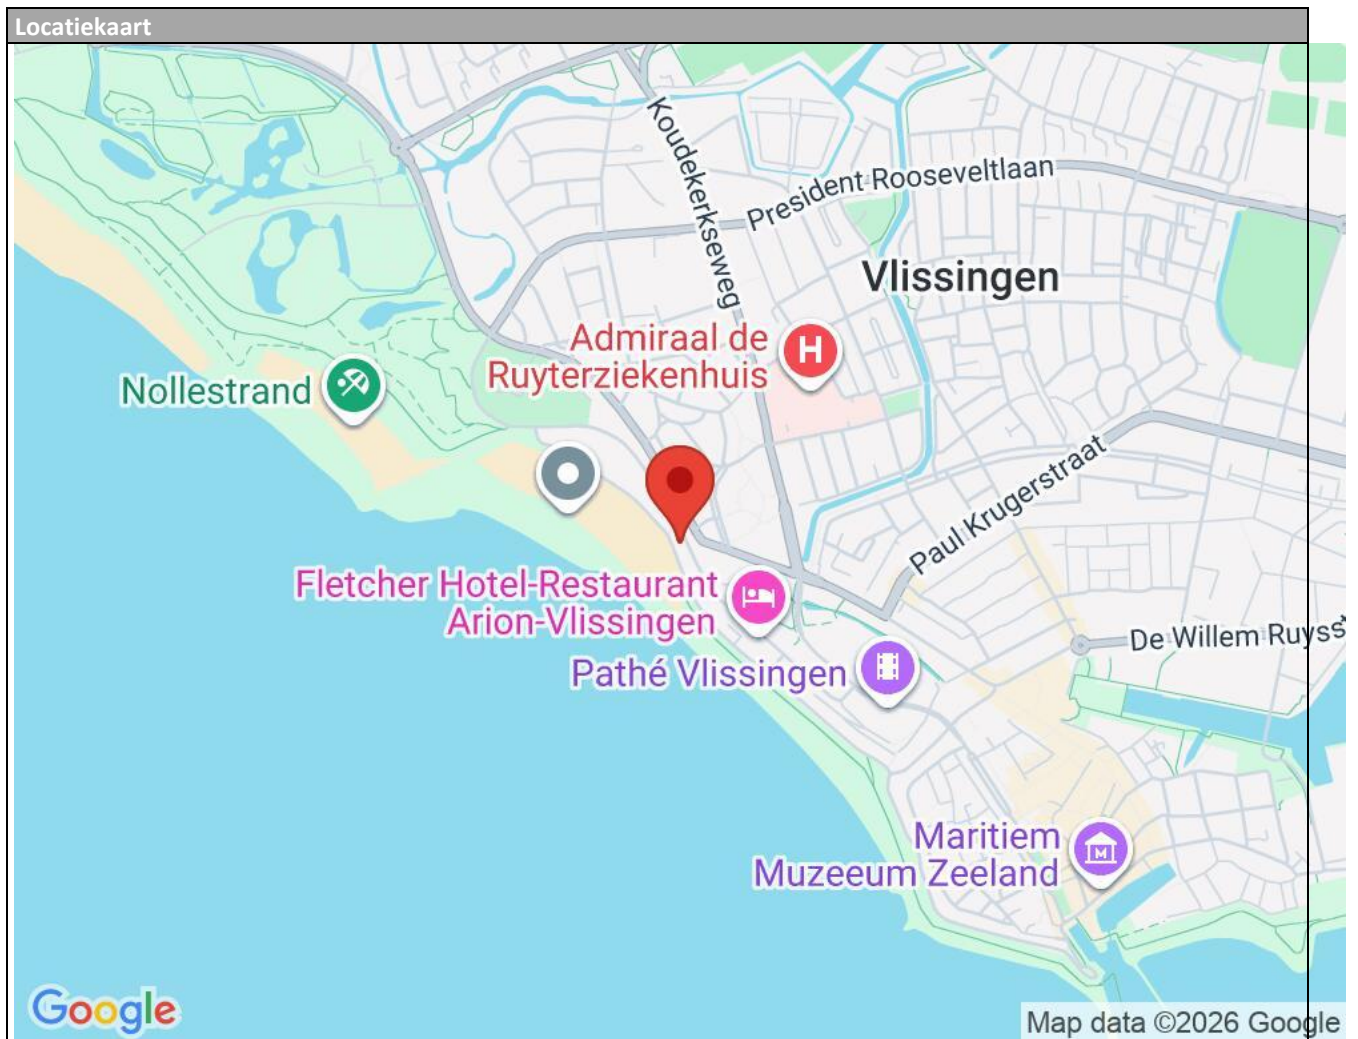 Locatiekaart
Koudekerkseweg
President Rooseveltlaan
Vlissingen
Admiraal de
Ruyterziekenhuis
H
Nollestrand
Paul Krugerstraat
Fletcher Hotel-Restaurant
Arion-Vlissingen
De Willem Ruysst
Pathé Vlissingen
Maritiem
Muzeeum Zeeland
M
Google
Map data ©2026 Google